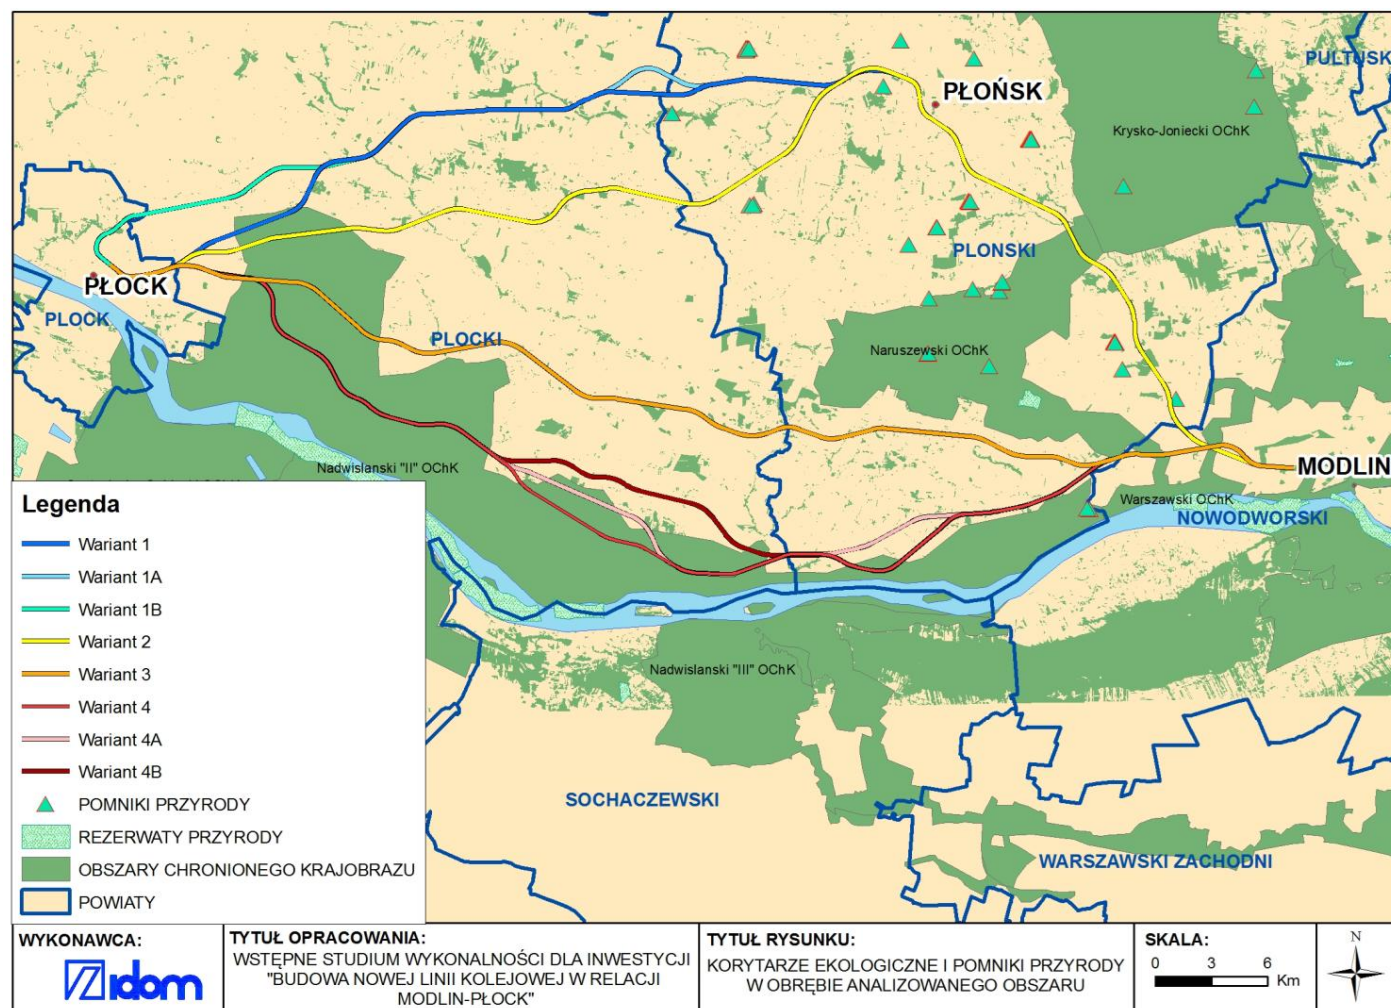 PUŁTUSK
PŁOŃSK
Krysko-Joniecki OChK
PLONSKI
PŁOCK
PLOCK
PLOCKI
Naruszewski OChK
Nadwislanski "II" OChK
MODLIN
Warszawski OChK
NOWODWORSKI
Nadwislanski "III" OChK
SOCHACZEWSKI
WARSZAWSKI ZACHODNI
Legenda
Wariant 1
Wariant 1A
Wariant 1B
Wariant 2
Wariant 3
Wariant 4
Wariant 4A
Wariant 4B
POMNIKI PRZYRODY
REZERWATY PRZYRODY
OBSZARY CHRONIONEGO KRAJOBRAZU
POWIATY
WYKONAWCA:
idom
TYTUŁ OPRACOWANIA:
WSTĘPNE STUDIUM WYKONALNOŚCI DLA INWESTYCJI
"BUDOWA NOWEJ LINII KOLEJOWEJ W RELACJI
MODLIN-PŁOCK"
TYTUŁ RYSUNKU:
KORYTARZE EKOLOGICZNE I POMNIKI PRZYRODY
W OBRĘBIE ANALIZOWANEGO OBSZARU
SKALA:
0 3 6
Km
N